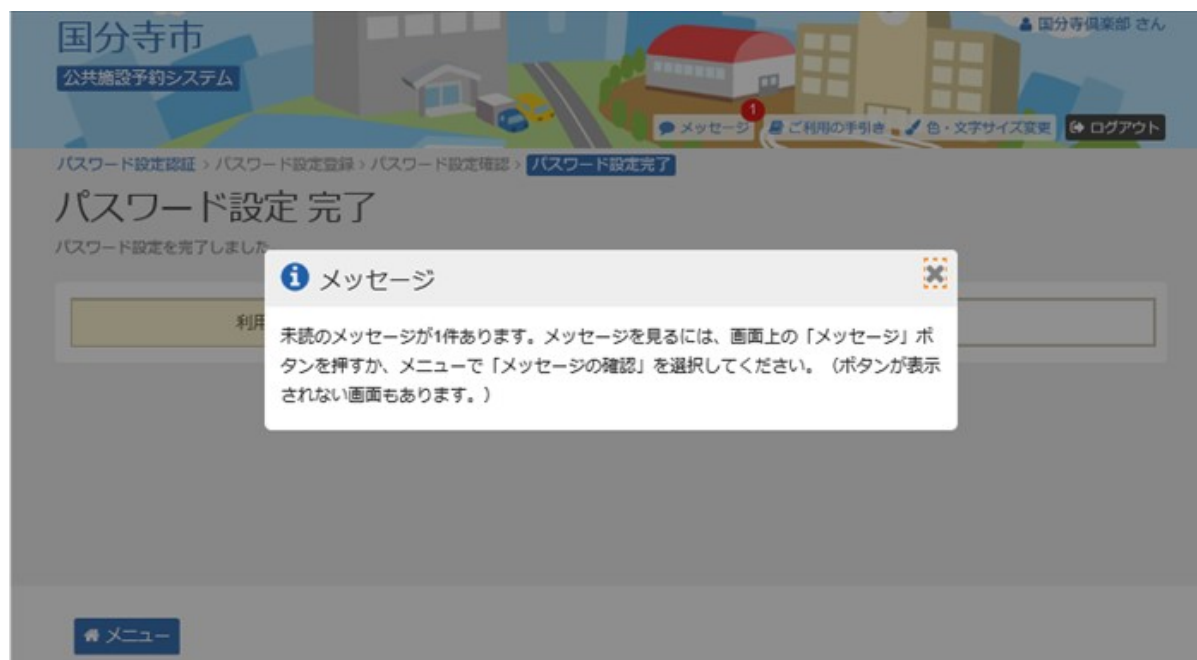 国分寺市
公共施設予約システム
国分寺倶楽部 さん
1
メッセージ ご利用の手引き 色・文字サイズ変更 ログアウト
パスワード設定認証 > パスワード設定登録 > パスワード設定確認 > パスワード設定完了
パスワード設定 完了
パスワード設定を完了しました
メッセージ
利用
未読のメッセージが1件あります。メッセージを見るには、画面上の「メッセージ」ボ
タンを押すか、メニューで「メッセージの確認」を選択してください。（ボタンが表示
されない画面もあります。）
メニュー